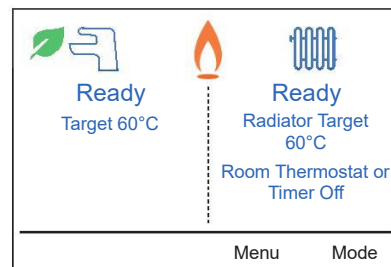 Ready
Target 60°C
Ready
Radiator Target
60°C
Room Thermostat or
Timer Off
Menu
Mode